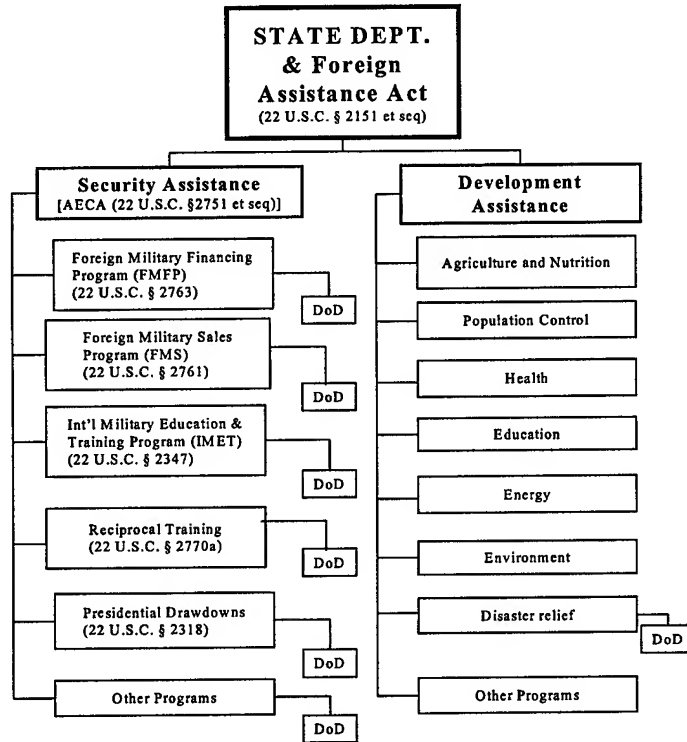 STATE DEPT.
& Foreign
Assistance Act
(22 U.S.C. § 2151 et seq)
Security Assistance
[AECA (22 U.S.C. §2751 et seq)]
Foreign Military Financing
Program (FMFP)
(22 U.S.C. § 2763)
DoD
Foreign Military Sales
Program (FMS)
(22 U.S.C. § 2761)
DoD
Int'l Military Education &
Training Program (IMET)
(22 U.S.C. § 2347)
DoD
Reciprocal Training
(22 U.S.C. § 2770a)
DoD
Presidential Drawdowns
(22 U.S.C. § 2318)
DoD
Other Programs
DoD
Development
Assistance
Agriculture and Nutrition
Population Control
Health
Education
Energy
Environment
Disaster relief
DoD
Other Programs